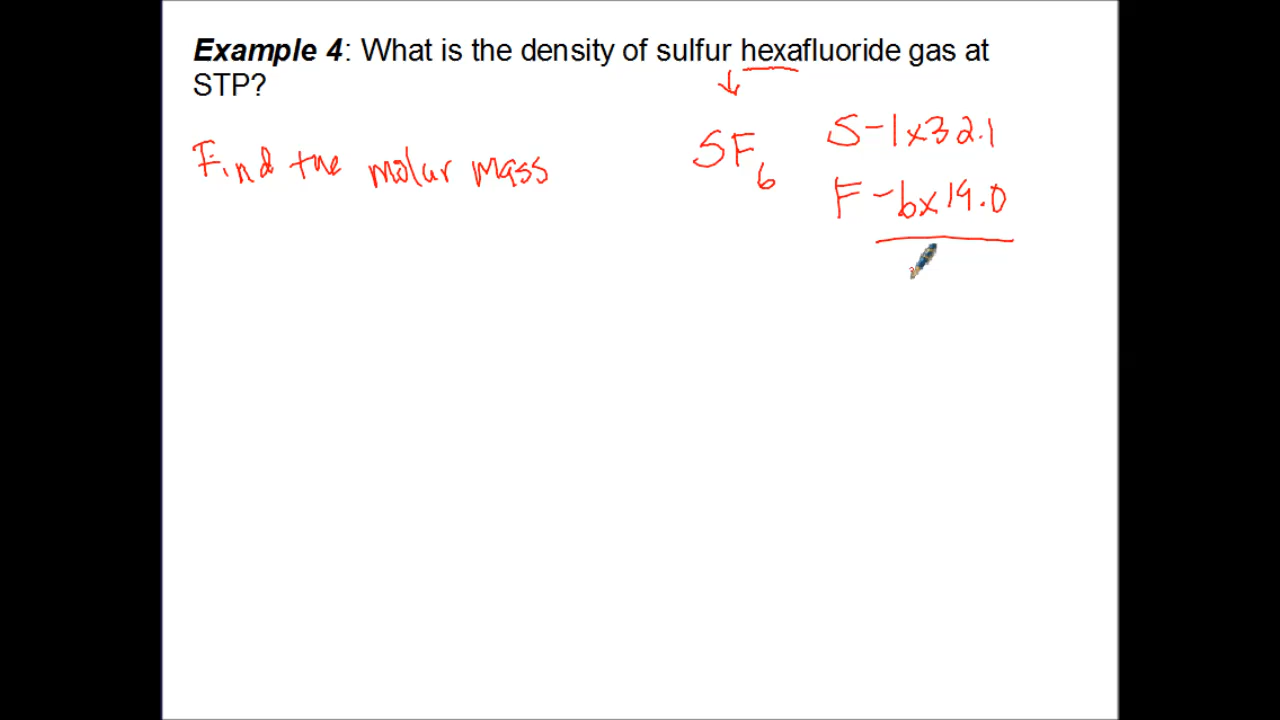 Example 4: What is the density of sulfur hexafluoride gas at
STP?
Find the molar mass
SF6
S-1x32.1
F-6x19.0